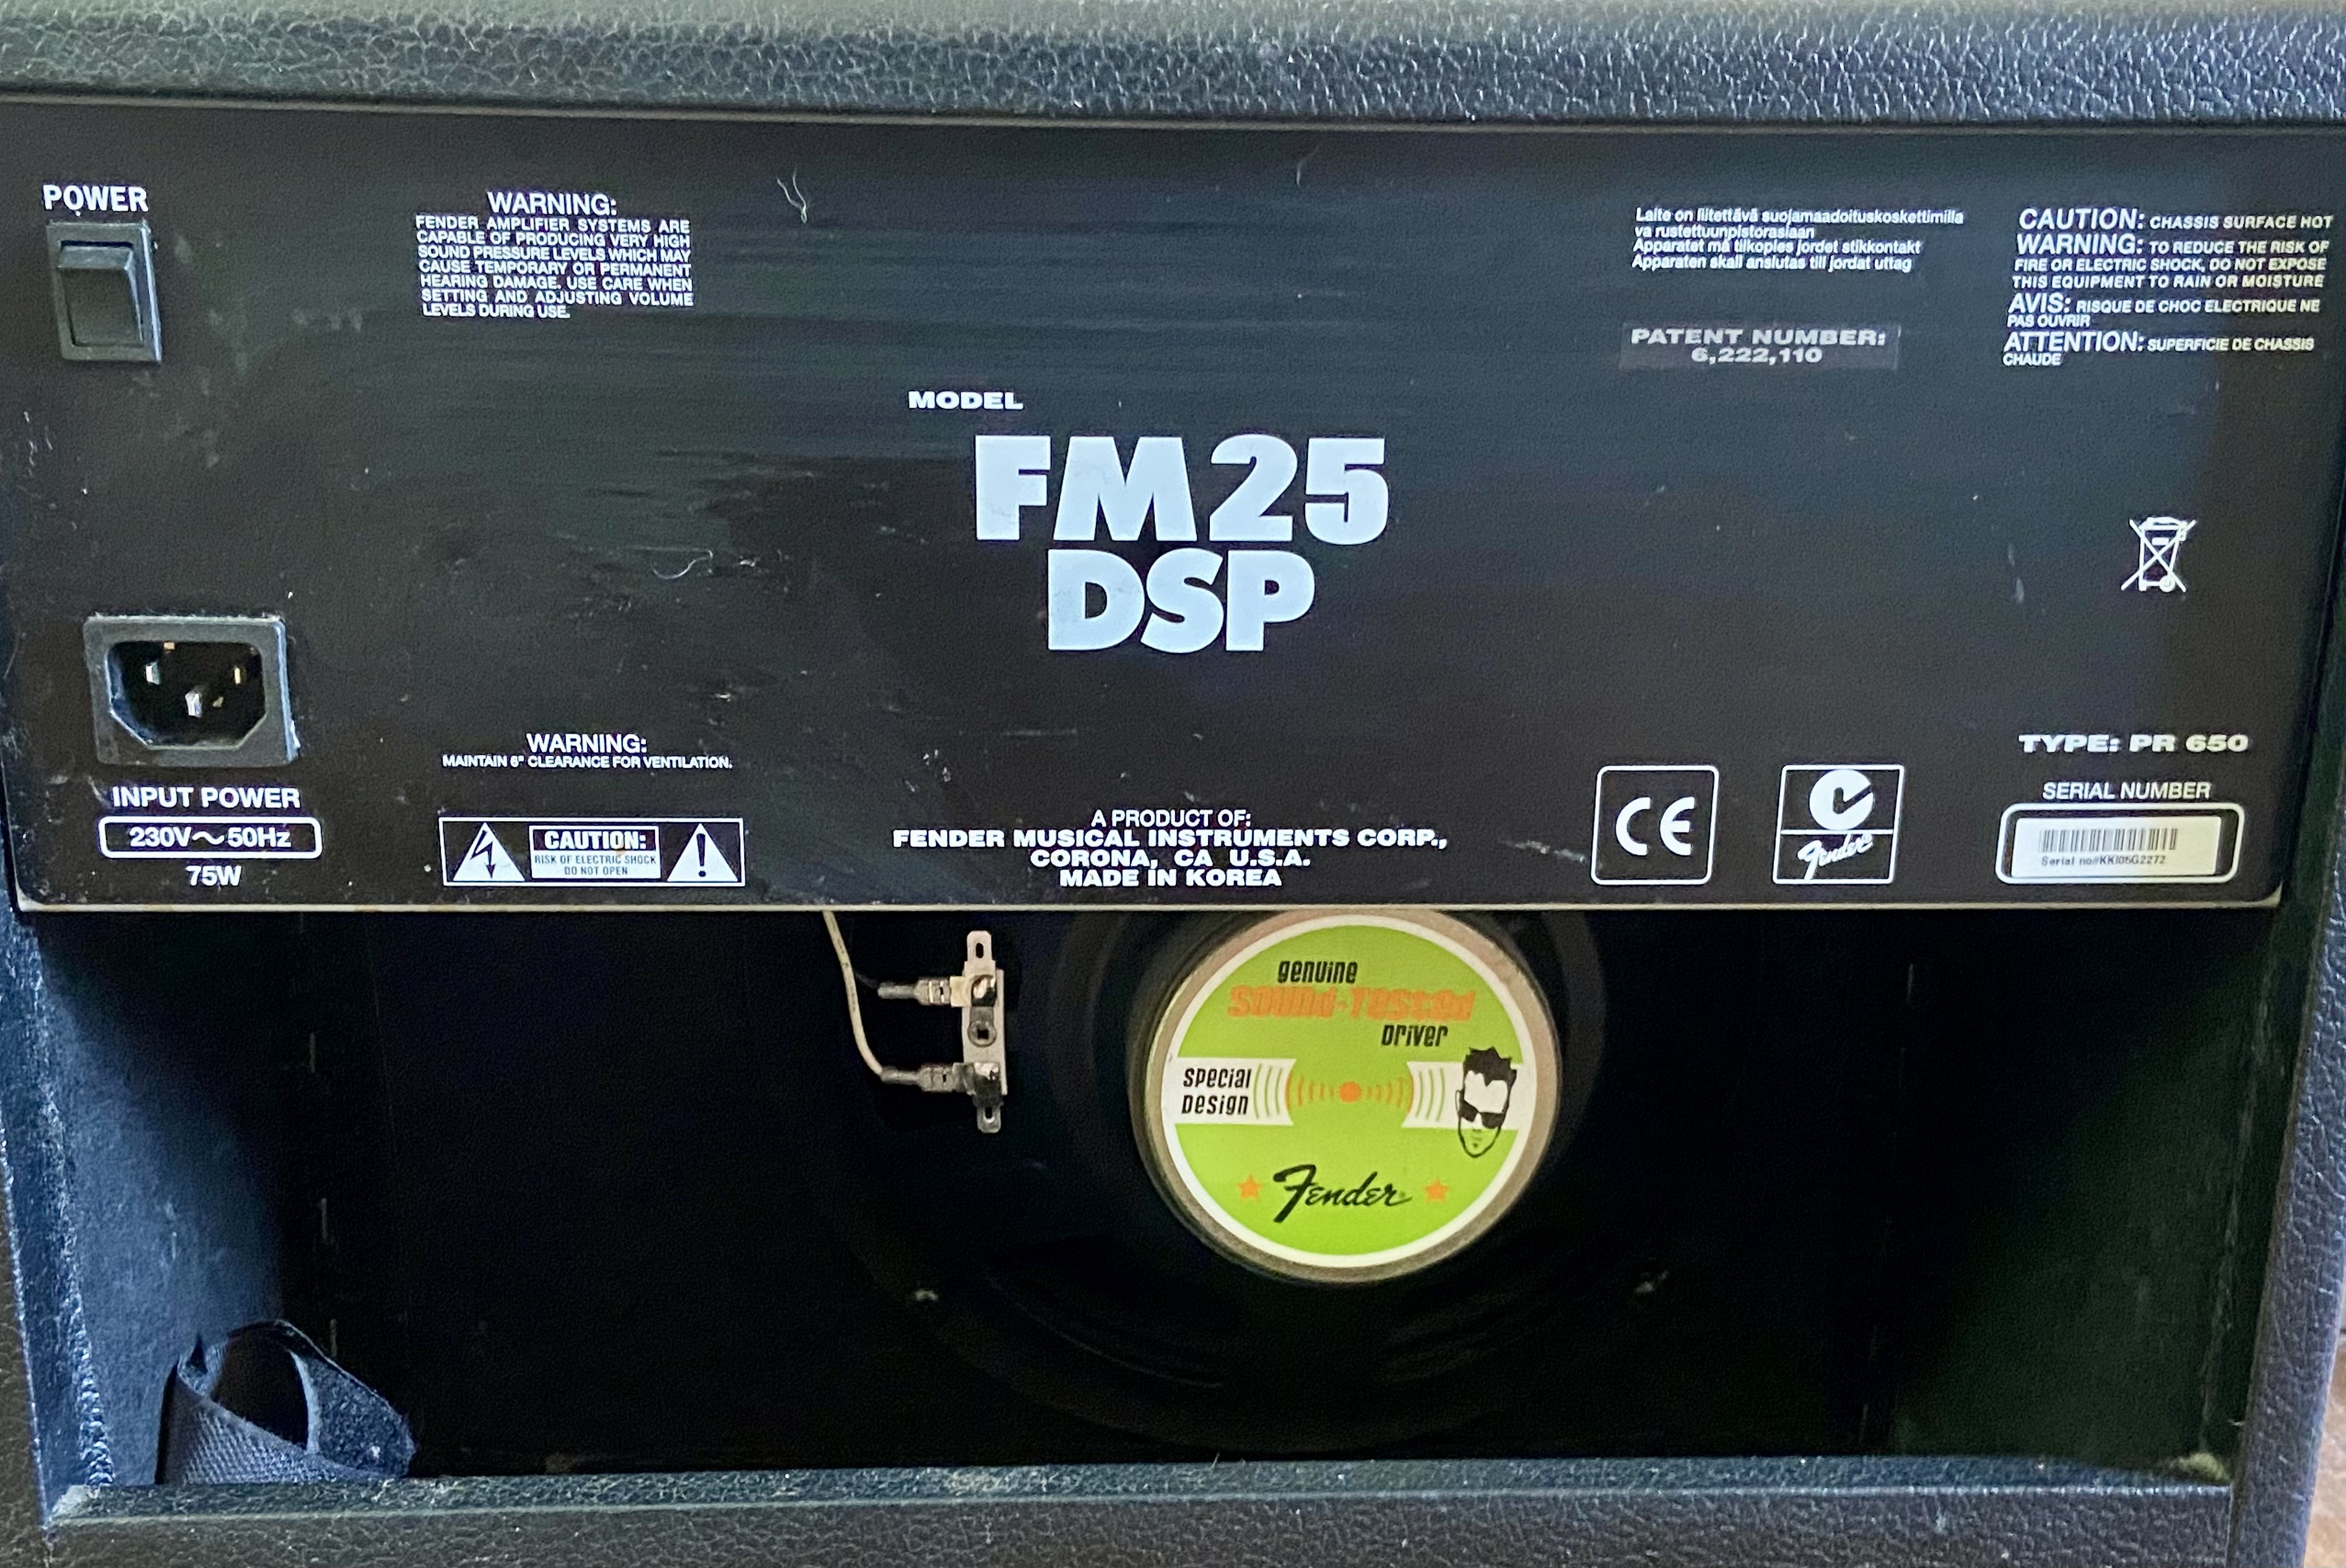 POWER
WARNING:
FENDER AMPLIFIER SYSTEMS ARE
CAPABLE OF PRODUCING VERY HIGH
SOUND PRESSURE LEVELS WHICH MAY
CAUSE TEMPORARY OR PERMANENT
HEARING DAMAGE. USE CARE WHEN
SETTING AND ADJUSTING VOLUME
LEVELS DURING USE.
Laite on liitettävä suojamaadoituskoskettimilla
va rustettuunpistorasiaan
Apparatet må tilkoples jordet stikkontakt
Apparaten skall anslutas till jordat uttag
PATENT NUMBER:
6,222,110
CAUTION: CHASSIS SURFACE HOT
WARNING: TO REDUCE THE RISK OF
FIRE OR ELECTRIC SHOCK, DO NOT EXPOSE
THIS EQUIPMENT TO RAIN OR MOISTURE
AVIS: RISQUE DE CHOC ELECTRIQUE NE
PAS OUVRIR
ATTENTION: SUPERFICIE DE CHASSIS
CHAUDE
MODEL
FM25
DSP
INPUT POWER
230V~50Hz
75W
WARNING:
MAINTAIN 6" CLEARANCE FOR VENTILATION.
CAUTION:
RISK OF ELECTRIC SHOCK
DO NOT OPEN
A PRODUCT OF:
FENDER MUSICAL INSTRUMENTS CORP.,
CORONA, CA U.S.A.
MADE IN KOREA
CE
Fender
TYPE: PR 650
SERIAL NUMBER
Serial no#KKI05G2272
genuine
Sound-Tested
Driver
Special
Design
Fender